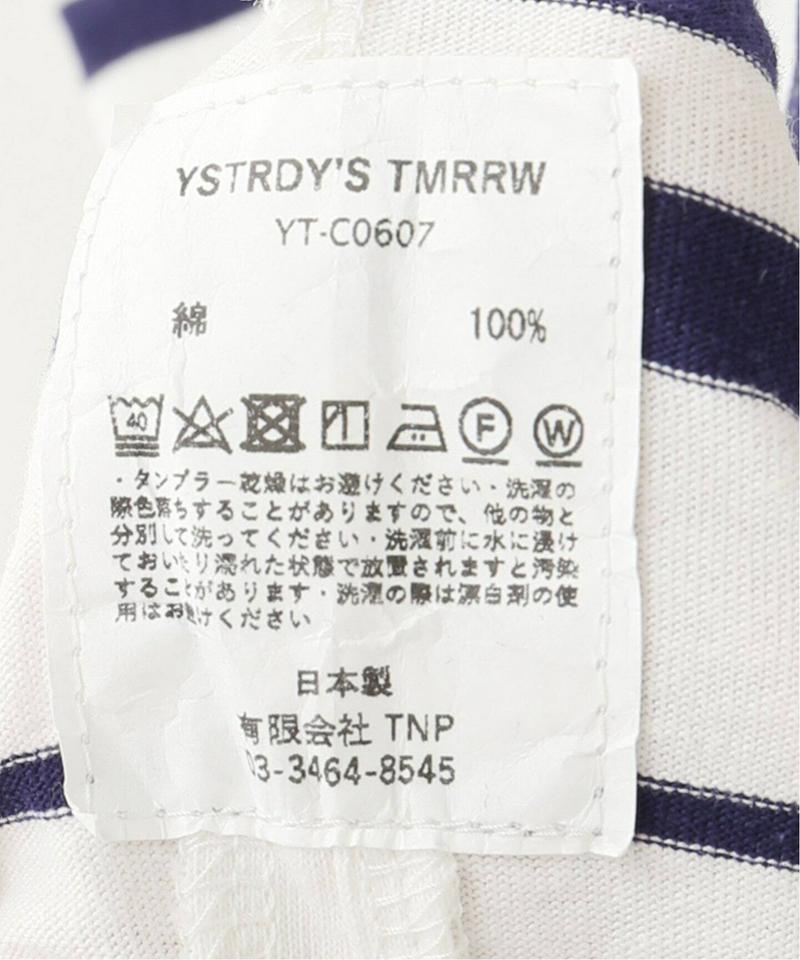 YSTRDY'S TMRRW
YT-C0607
綿 100%
40
F W
・タンブラー乾燥はお避けください・洗濯の
際色落ちすることがありますので、他の物と
分別して洗ってください・洗濯前に水に浸け
ておいたり濡れた状態で放置されますと汚染
することがあります・洗濯の際は漂白剤の使
用はお避けください
日本製
有限会社 TNP
03-3464-8545